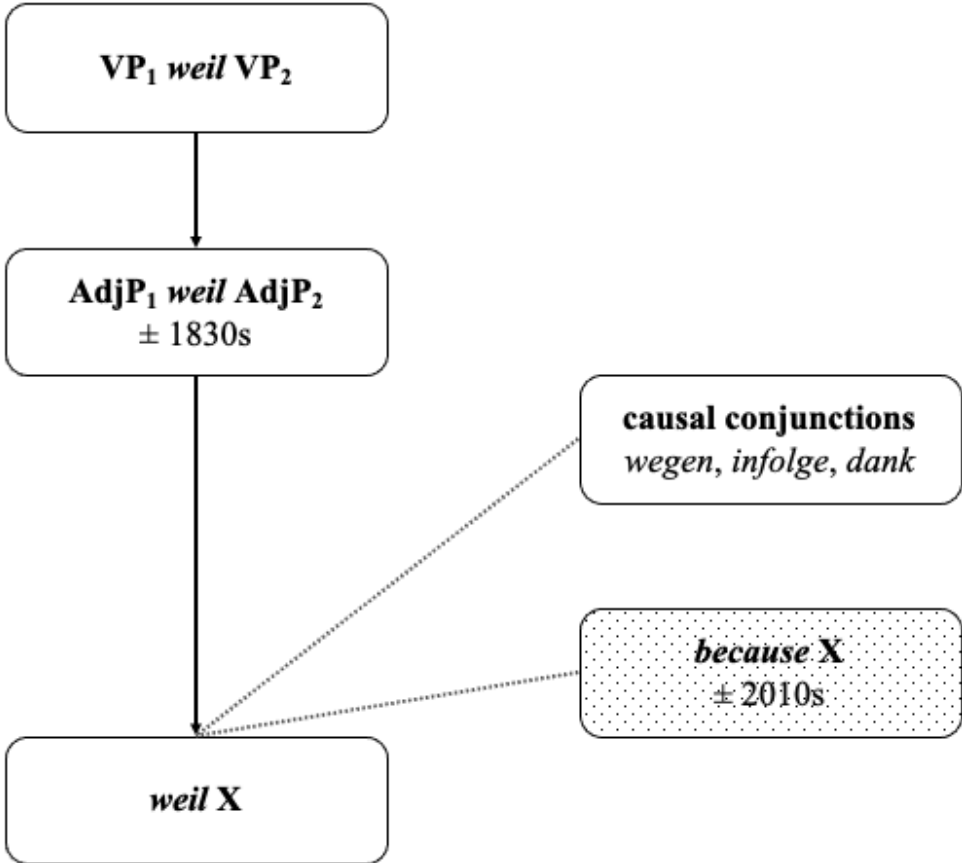 VP₁ weil VP₂
AdjP₁ weil AdjP₂
± 1830s
causal conjunctions
wegen, infolge, dank
because X
± 2010s
weil X